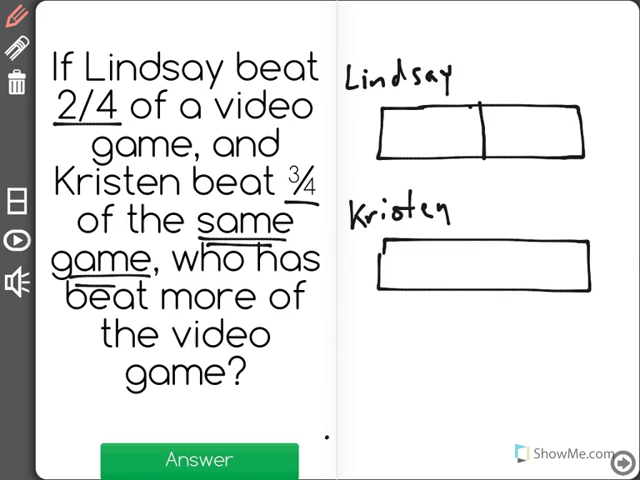 If Lindsay beat
2/4 of a video
game, and
Kristen beat ¾
of the same
game, who has
beat more of
the video
game?
Answer
Lindsay
Kristen
ShowMe.com